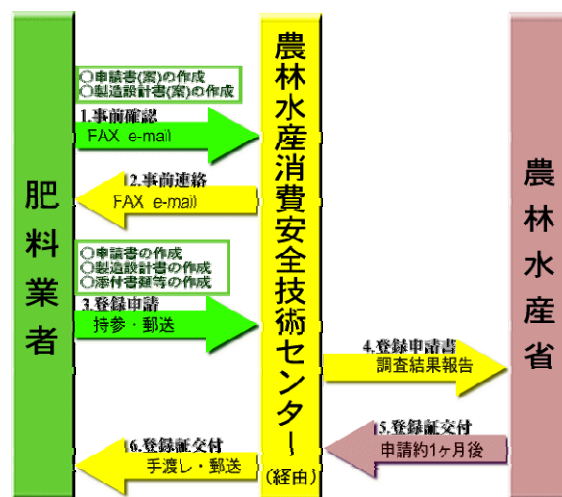 肥料業者
○申請書(案)の作成
○製造設計書(案)の作成
1.事前確認
FAX e-mail
2.事前連絡
FAX e-mail
○申請書の作成
○製造設計書の作成
○添付書類等の作成
3.登録申請
持参・郵送
農林水産消費安全技術センター
(経由)
4.登録申請書
調査結果報告
5.登録証交付
申請約1ヶ月後
6.登録証交付
手渡し・郵送
農林水産省